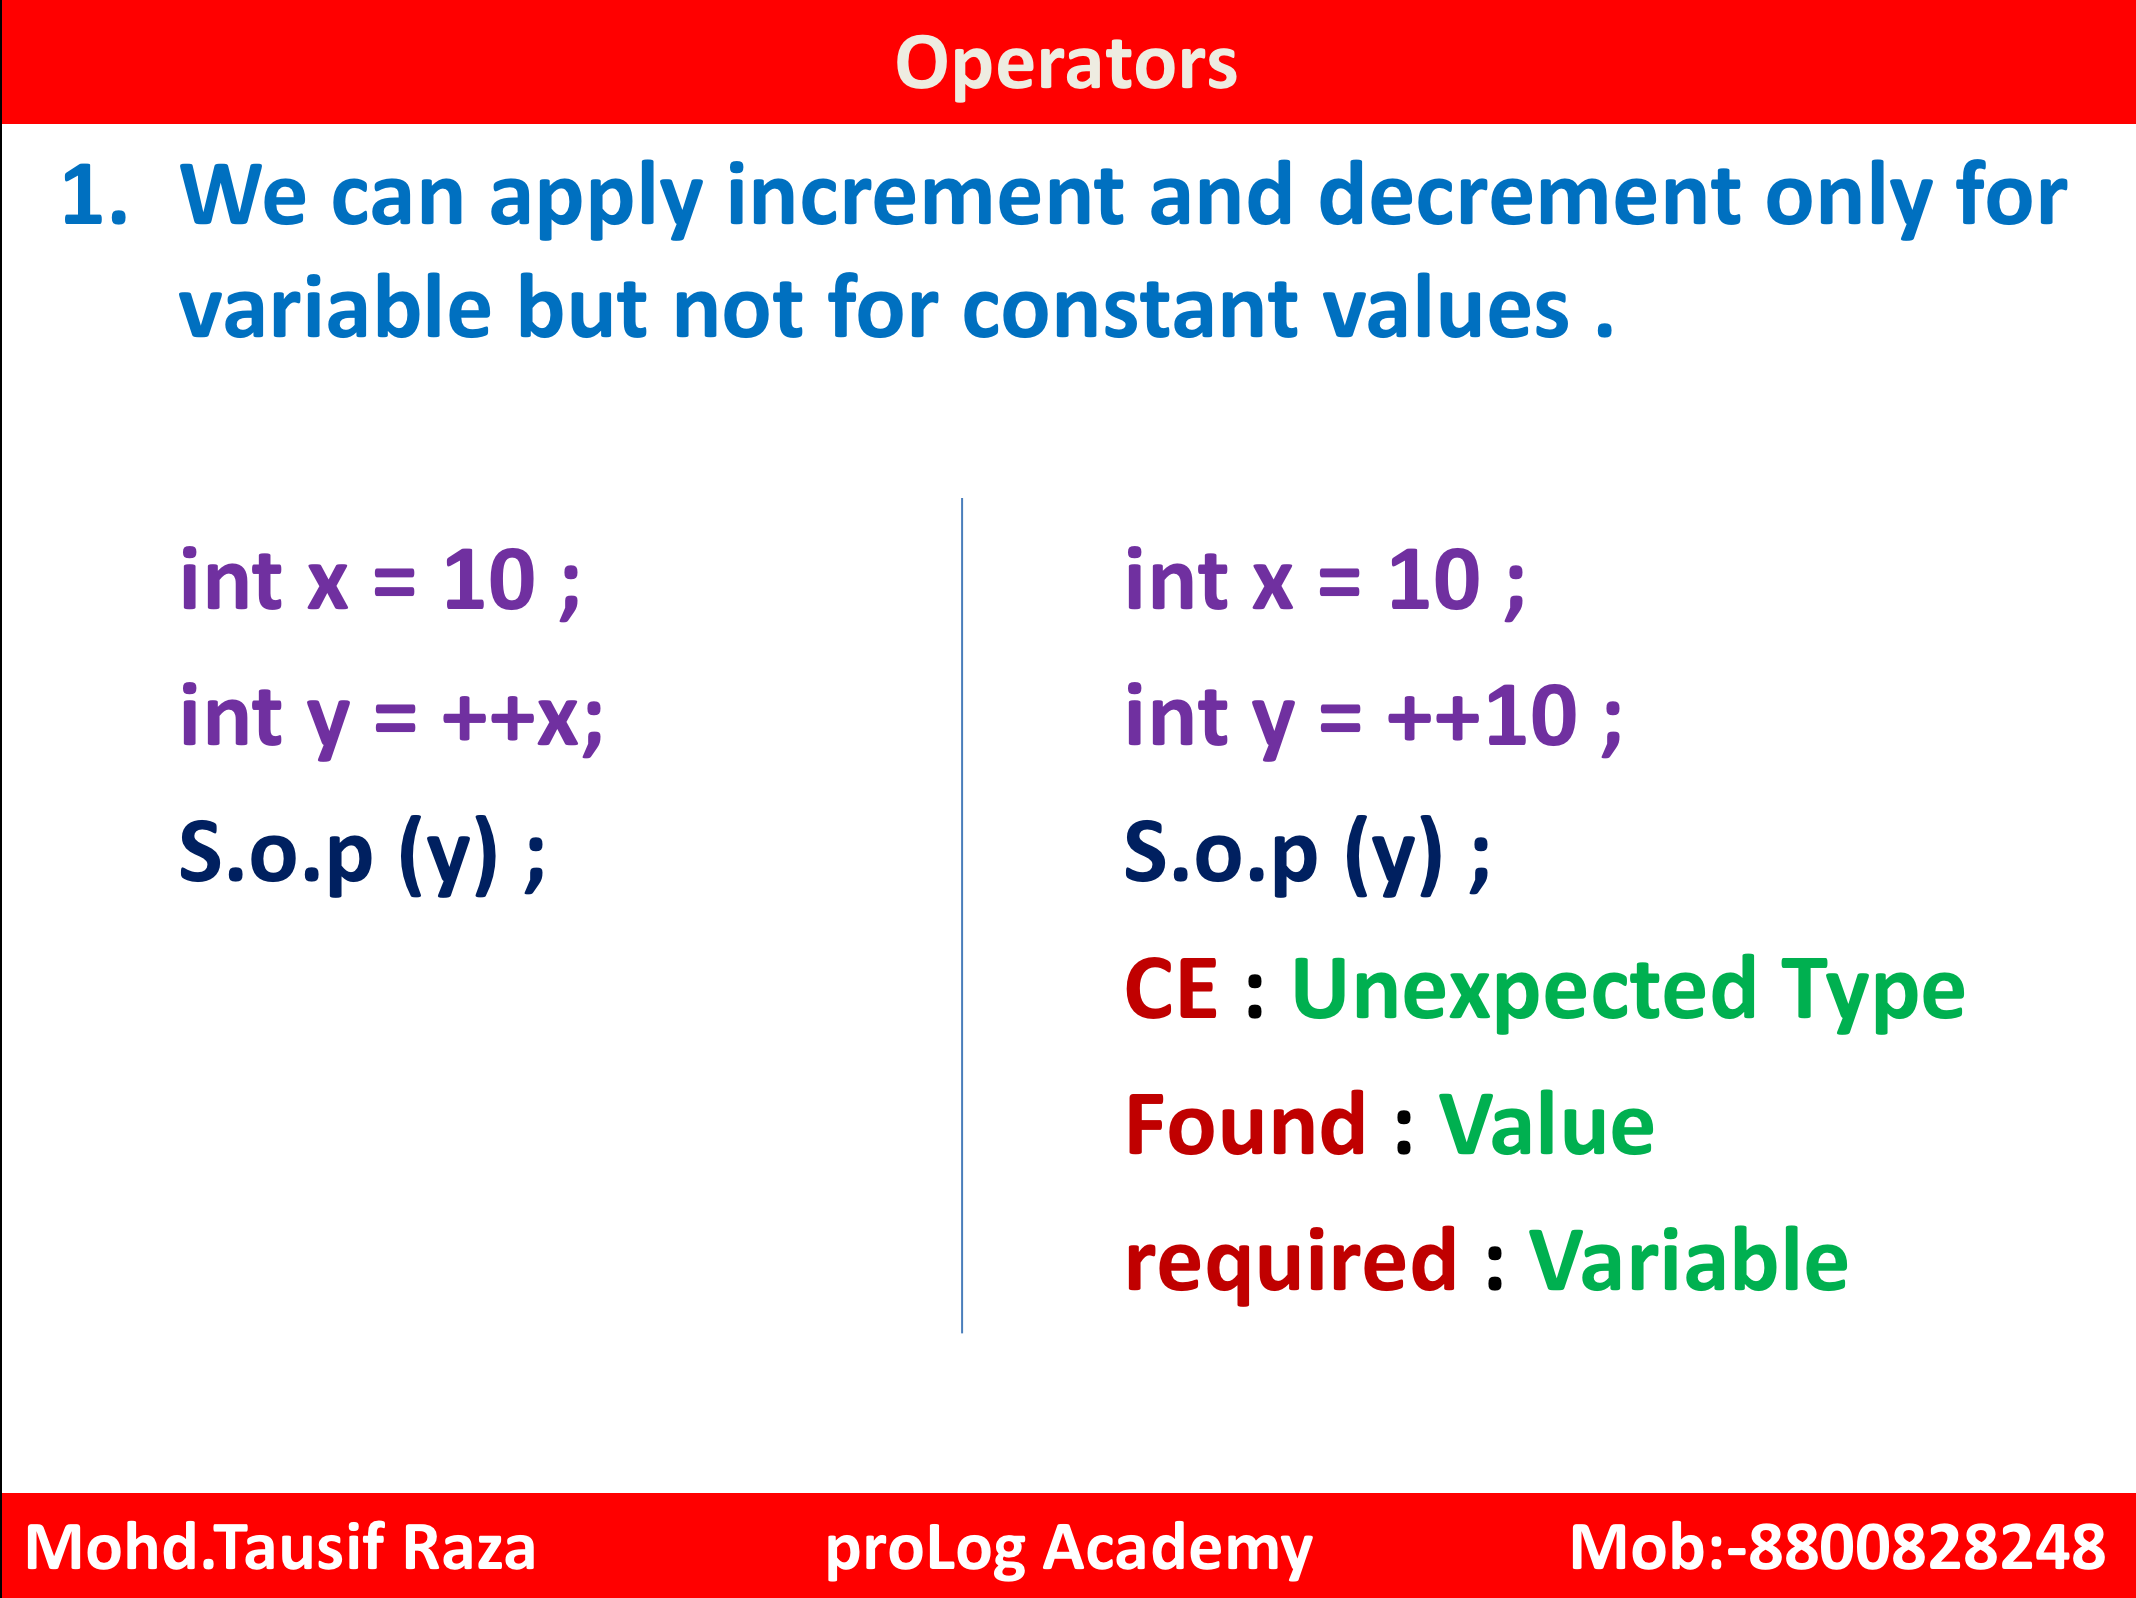 Operators
1. We can apply increment and decrement only for
variable but not for constant values .
int x = 10 ;
int y = ++x;
S.o.p (y) ;
int x = 10 ;
int y = ++10 ;
S.o.p (y) ;
CE : Unexpected Type
Found : Value
required : Variable
Mohd.Tausif Raza
proLog Academy
Mob:-8800828248